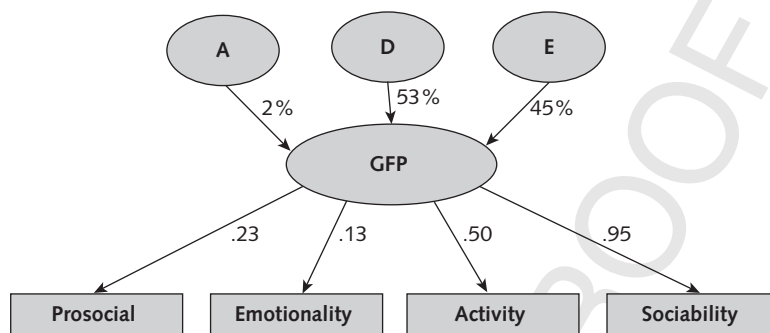 A
D
E
2%
53%
45%
GFP
.23
.13
.50
.95
Prosocial
Emotionality
Activity
Sociability